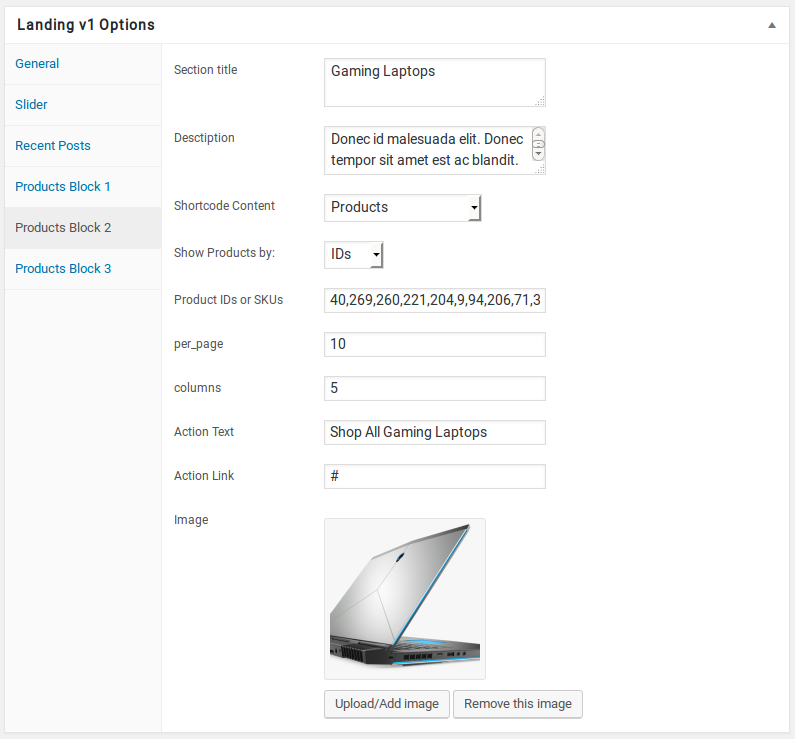 Landing v1 Options
General
Slider
Recent Posts
Products Block 1
Products Block 2
Products Block 3
Section title
Gaming Laptops
Desctiption
Donec id malesuada elit. Donec
tempor sit amet est ac blandit.
Shortcode Content
Products
Show Products by:
IDs
Product IDs or SKUs
40,269,260,221,204,9,94,206,71,3
per_page
10
columns
5
Action Text
Shop All Gaming Laptops
Action Link
#
Image
Upload/Add image
Remove this image